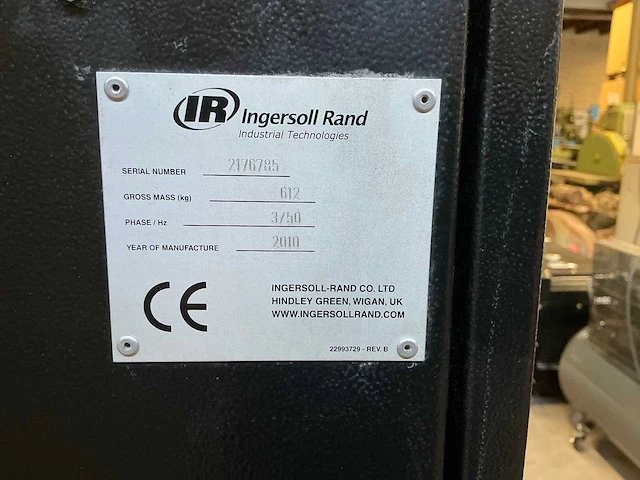 IR Ingersoll Rand
Industrial Technologies
SERIAL NUMBER 2176785
GROSS MASS (kg) 612
PHASE / Hz 3/50
YEAR OF MANUFACTURE 2010
CE
INGERSOLL-RAND CO. LTD
HINDLEY GREEN, WIGAN, UK
WWW.INGERSOLLRAND.COM
22993729 - REV. B